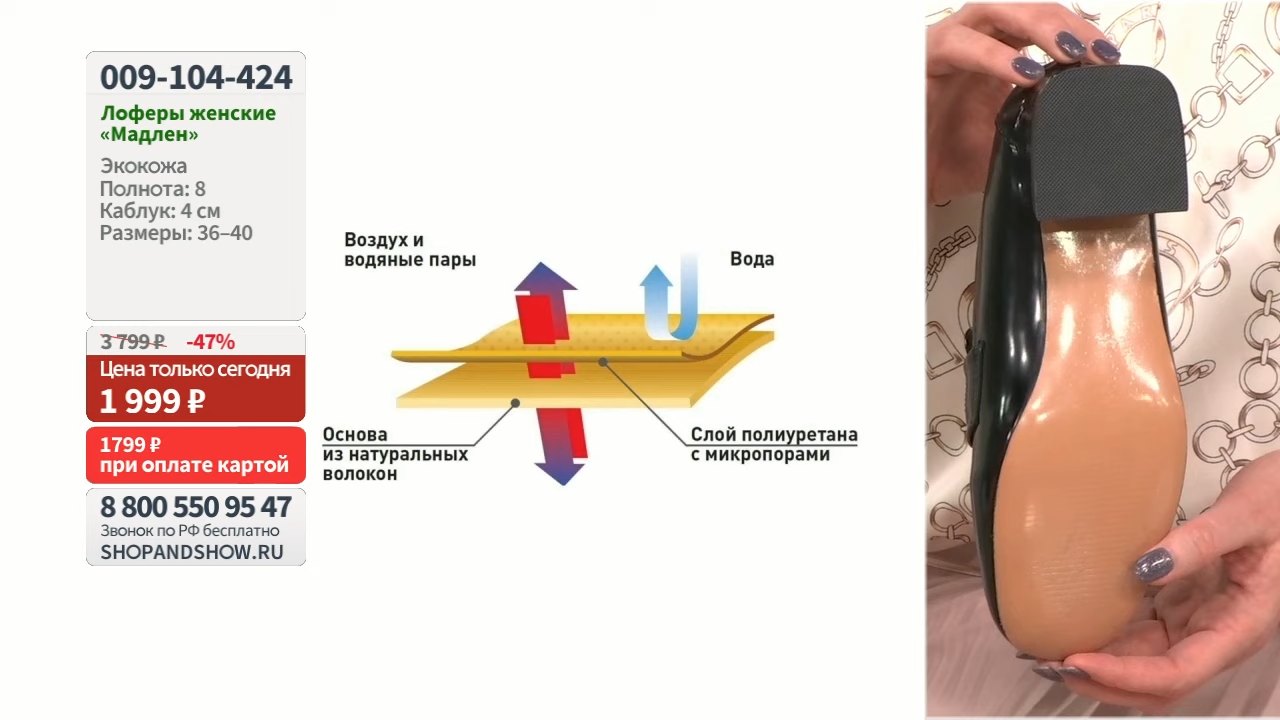 009-104-424
Лоферы женские
«Мадлен»
Экокожа
Полнота: 8
Каблук: 4 см
Размеры: 36–40
3 799 ₽ -47%
Цена только сегодня
1 999 ₽
1799 ₽
при оплате картой
8 800 550 95 47
Звонок по РФ бесплатно
SHOPANDSHOW.RU
Воздух и
водяные пары
Вода
Основа
из натуральных
волокон
Слой полиуретана
с микропорами